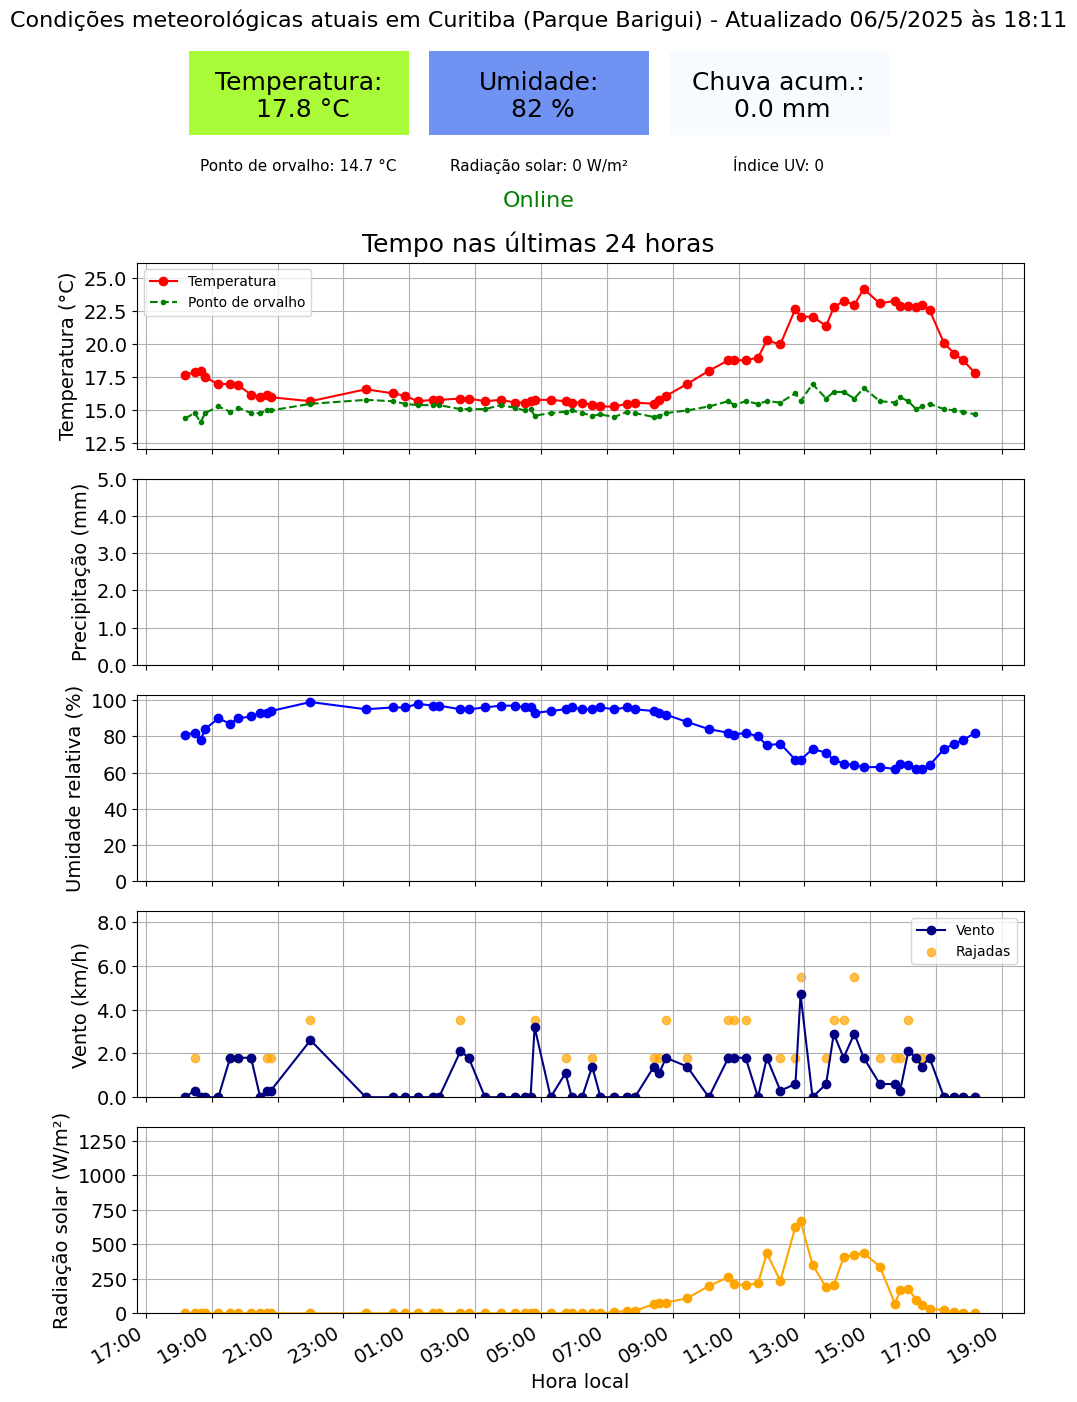 Condições meteorológicas atuais em Curitiba (Parque Barigui) - Atualizado 06/5/2025 às 18:11
Temperatura:
17.8 °C
Umidade:
82 %
Chuva acum.:
0.0 mm
Ponto de orvalho: 14.7 °C
Radiação solar: 0 W/m²
Índice UV: 0
Online
Tempo nas últimas 24 horas
Temperatura (°C)
25.0
22.5
20.0
17.5
15.0
12.5
Temperatura
Ponto de orvalho
Precipitação (mm)
5.0
4.0
3.0
2.0
1.0
0.0
Umidade relativa (%)
100
80
60
40
20
0
Vento (km/h)
8.0
6.0
4.0
2.0
0.0
Vento
Rajadas
Radiação solar (W/m²)
1250
1000
750
500
250
0
17:00
19:00
21:00
23:00
01:00
03:00
05:00
07:00
09:00
11:00
13:00
15:00
17:00
19:00
Hora local